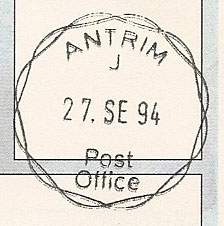 ANTRIM
J
27. SE 94
Post
Office